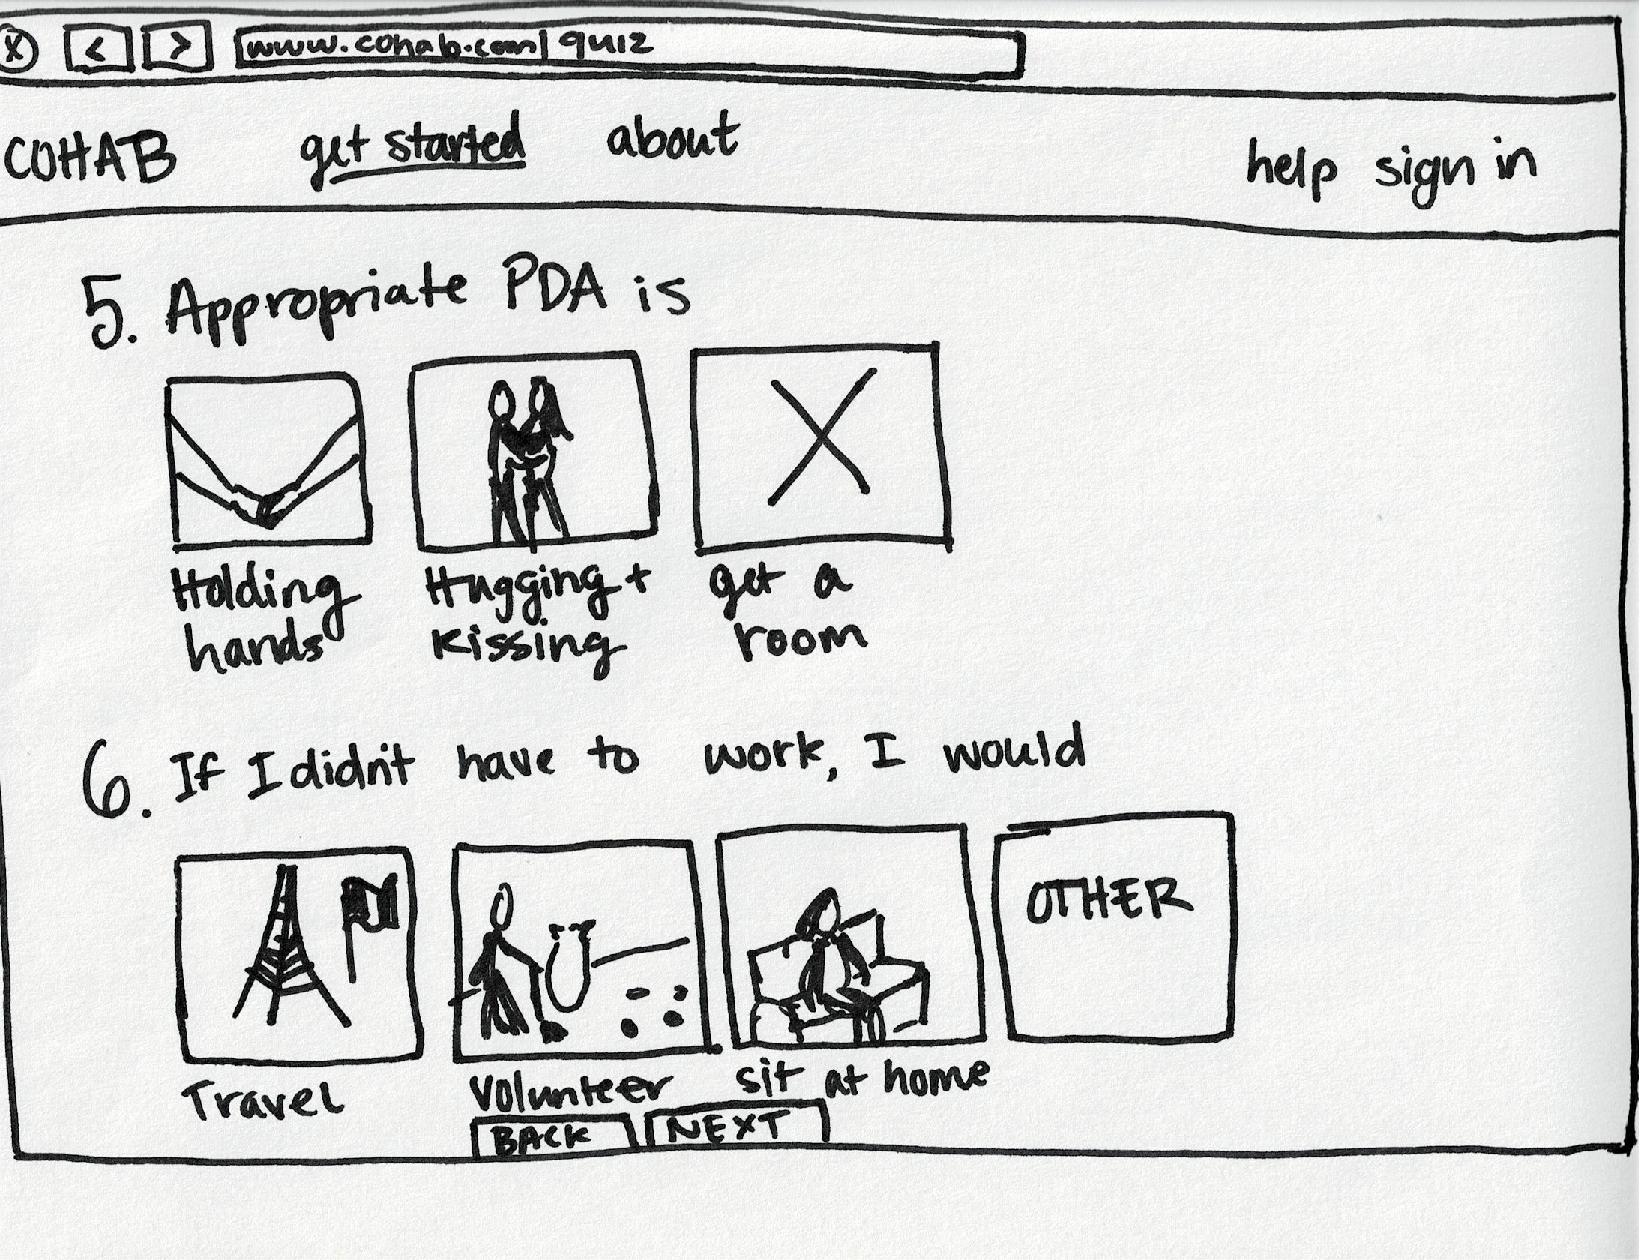 X < > www.cohab.com/quiz
COHAB get started about help sign in
5. Appropriate PDA is
Holding hands
Hugging + Kissing
get a room
6. If I didn't have to work, I would
OTHER
Travel Volunteer sit at home
BACK NEXT